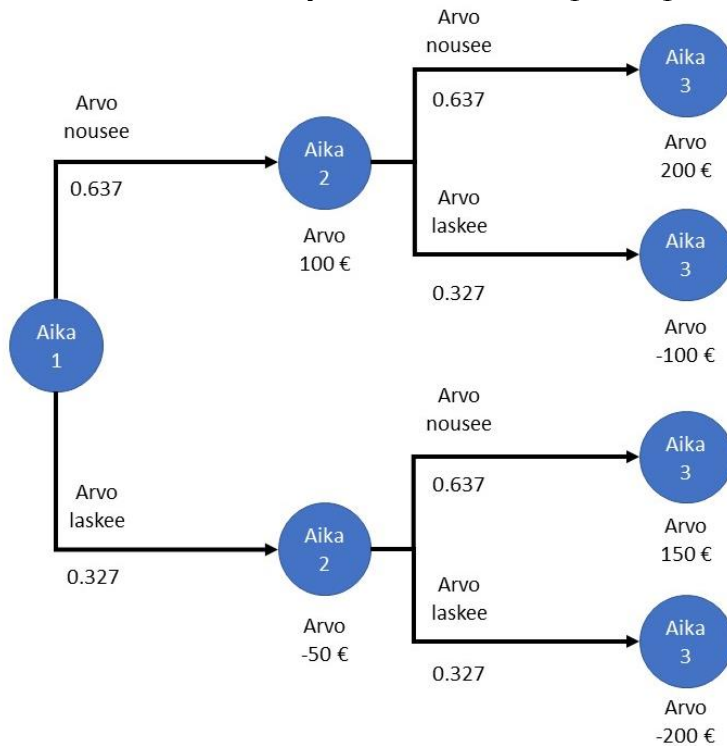 Arvo
nousee
0.637
Aika
3
Arvo
200 €
Arvo
nousee
0.637
Aika
2
Arvo
100 €
Arvo
laskee
0.327
Aika
3
Arvo
-100 €
Aika
1
Arvo
nousee
0.637
Aika
3
Arvo
150 €
Arvo
laskee
0.327
Aika
2
Arvo
-50 €
Arvo
laskee
0.327
Aika
3
Arvo
-200 €